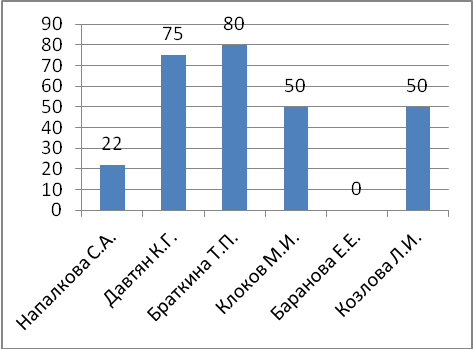 90
80
70
60
50
40
30
20
10
0
22
75
80
50
0
50
Напалкова С.А.
Давтян К.Г.
Браткина Т.П.
Клоков М.И.
Баранова Е.Е.
Козлова Л.И.